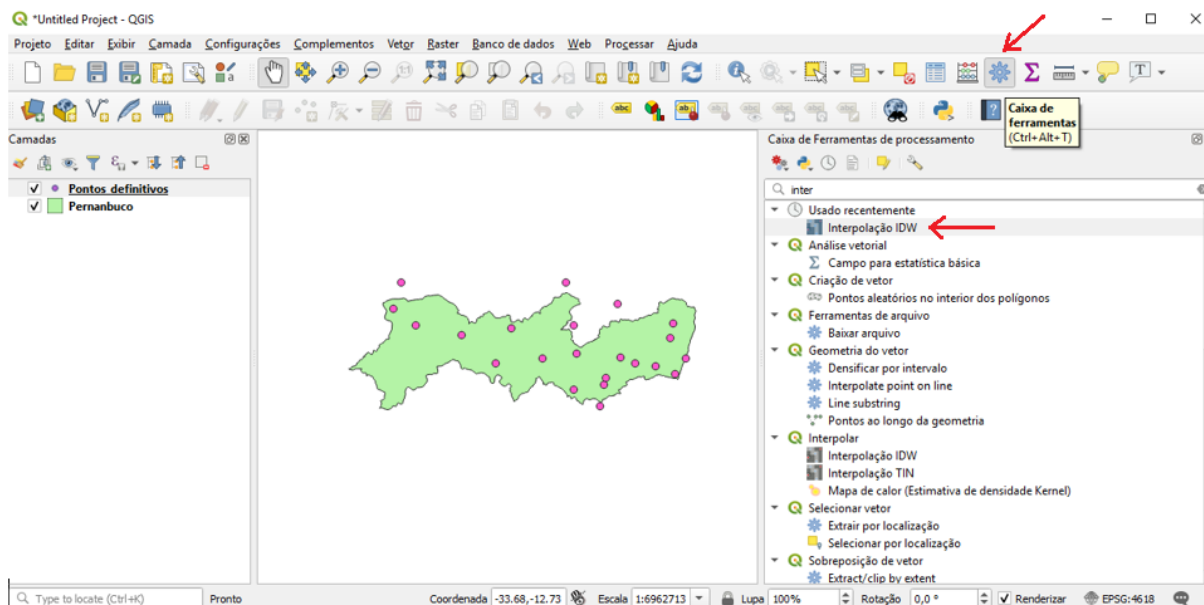 *Untitled Project - QGIS
Projeto Editar Exibir Camada Configurações Complementos Vetor Raster Banco de dados Web Processar Ajuda
abc
Caixa de
ferramentas
(Ctrl+Alt+T)
Camadas
Pontos definitivos
Pernambuco
Caixa de Ferramentas de processamento
inter
Usado recentemente
Interpolação IDW
Análise vetorial
Campo para estatística básica
Criação de vetor
Pontos aleatórios no interior dos polígonos
Ferramentas de arquivo
Baixar arquivo
Geometria do vetor
Densificar por intervalo
Interpolate point on line
Line substring
Pontos ao longo da geometria
Interpolar
Interpolação IDW
Interpolação TIN
Mapa de calor (Estimativa de densidade Kernel)
Selecionar vetor
Extrair por localização
Selecionar por localização
Sobreposição de vetor
Extract/clip by extent
Type to locate (Ctrl+K) Pronto Coordenada -33.68,-12.73 Escala 1:6962713 Lupa 100% Rotação 0,0 ° Renderizar EPSG:4618